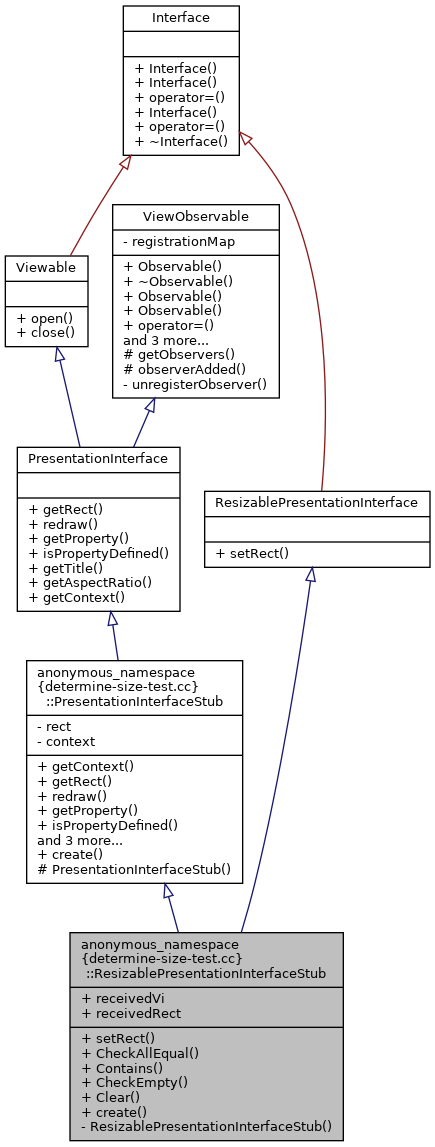 Interface
+ Interface()
+ Interface()
+ operator=()
+ Interface()
+ operator=()
+ ~Interface()
ViewObservable
- registrationMap
+ Observable()
+ ~Observable()
+ Observable()
+ Observable()
+ operator=()
and 3 more...
# getObservers()
# observerAdded()
- unregisterObserver()
Viewable
+ open()
+ close()
PresentationInterface
+ getRect()
+ redraw()
+ getProperty()
+ isPropertyDefined()
+ getTitle()
+ getAspectRatio()
+ getContext()
ResizablePresentationInterface
+ setRect()
anonymous_namespace
{determine-size-test.cc}
::PresentationInterfaceStub
- rect
- context
+ getContext()
+ getRect()
+ redraw()
+ getProperty()
+ isPropertyDefined()
and 3 more...
+ create()
# PresentationInterfaceStub()
anonymous_namespace
{determine-size-test.cc}
::ResizablePresentationInterfaceStub
+ receivedVi
+ receivedRect
+ setRect()
+ CheckAllEqual()
+ Contains()
+ CheckEmpty()
+ Clear()
+ create()
- ResizablePresentationInterfaceStub()